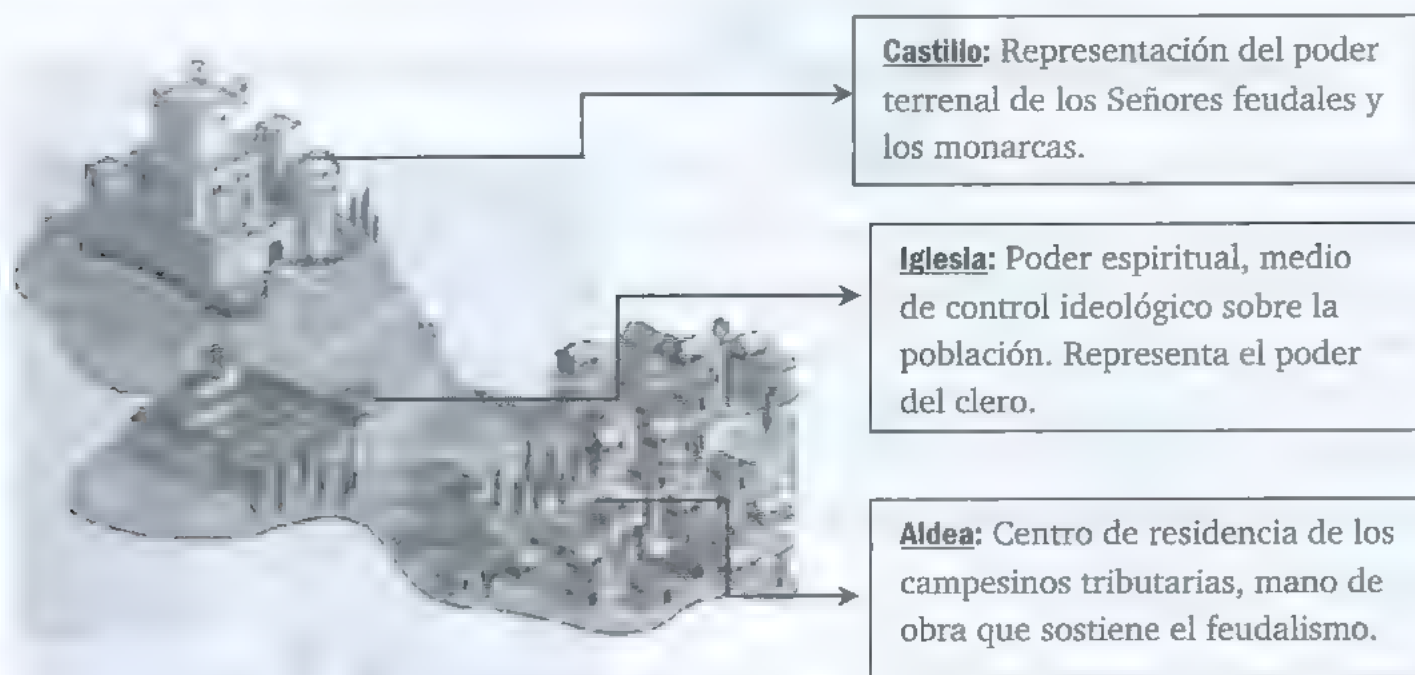 Castillo: Representación del poder
terrenal de los Señores feudales y
los monarcas.
Iglesia: Poder espiritual, medio
de control ideológico sobre la
población. Representa el poder
del clero.
Aldea: Centro de residencia de los
campesinos tributarias, mano de
obra que sostiene el feudalismo.